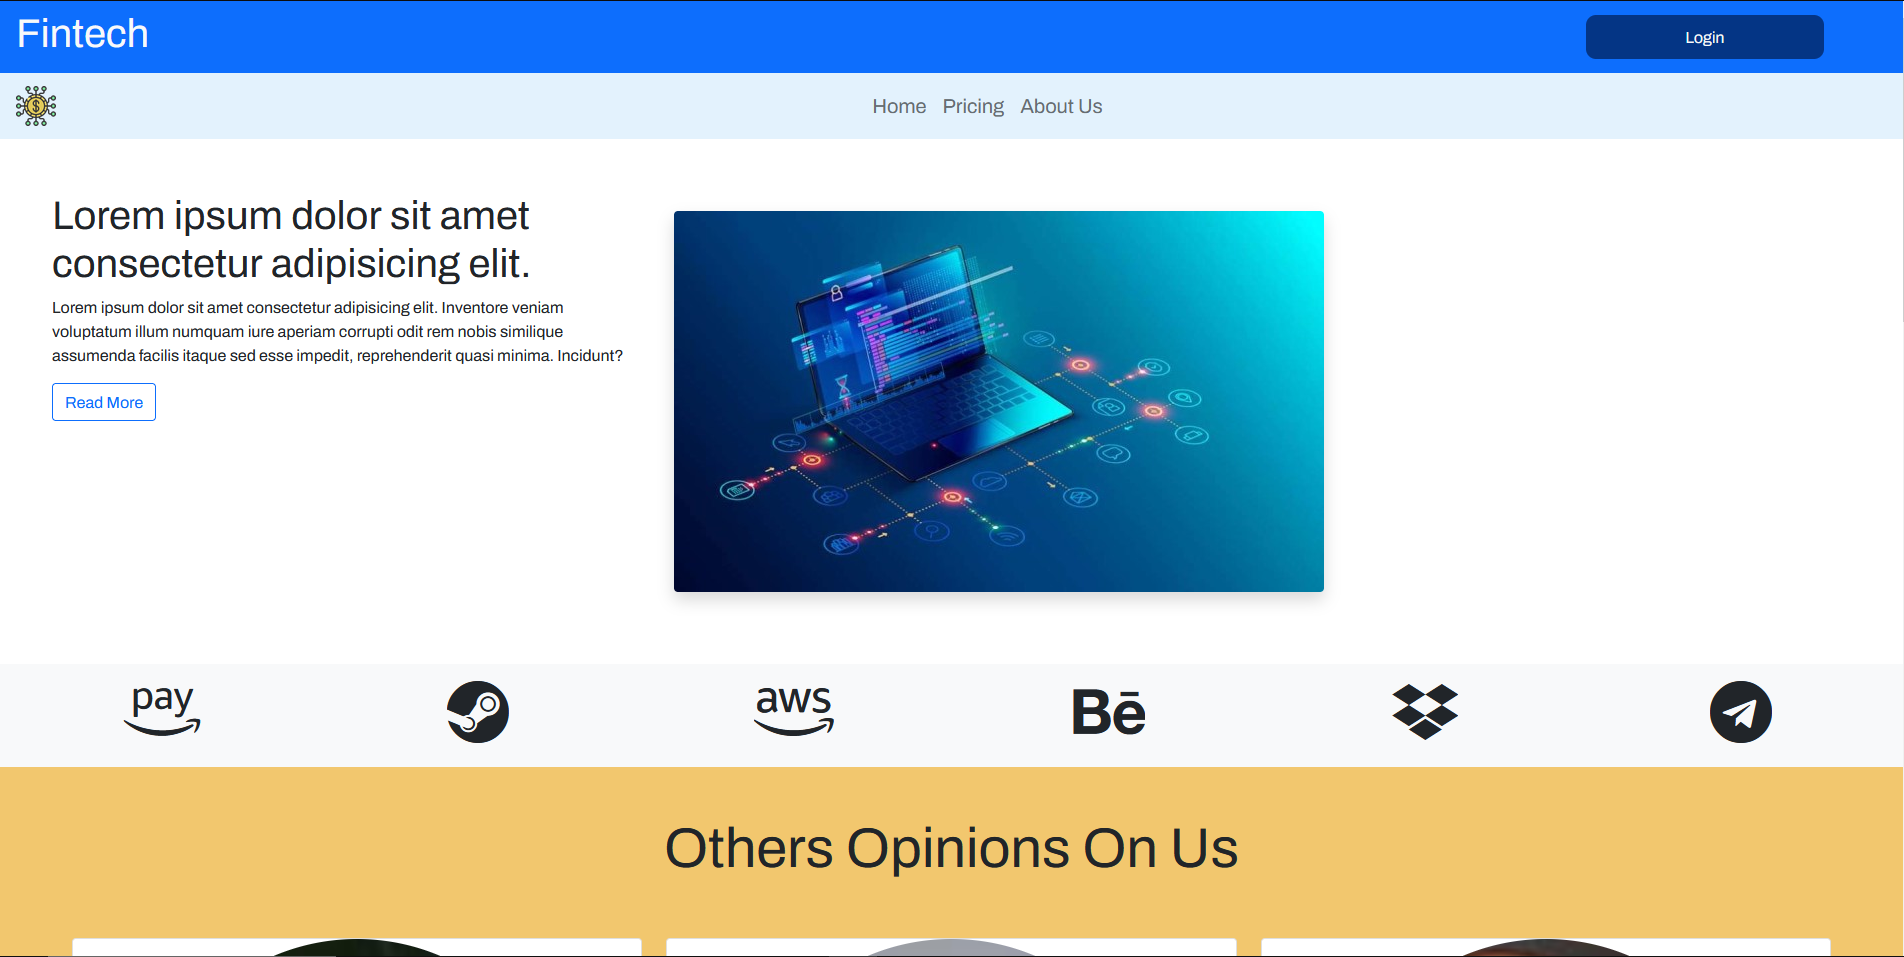 Fintech
Login
$
Home Pricing About Us
Lorem ipsum dolor sit amet
consectetur adipisicing elit.
Lorem ipsum dolor sit amet consectetur adipisicing elit. Inventore veniam
voluptatum illum numquam iure aperiam corrupti odit rem nobis similique
assumenda facilis itaque sed esse impedit, reprehenderit quasi minima. Incidunt?
Read More
pay
aws
Bē
Others Opinions On Us